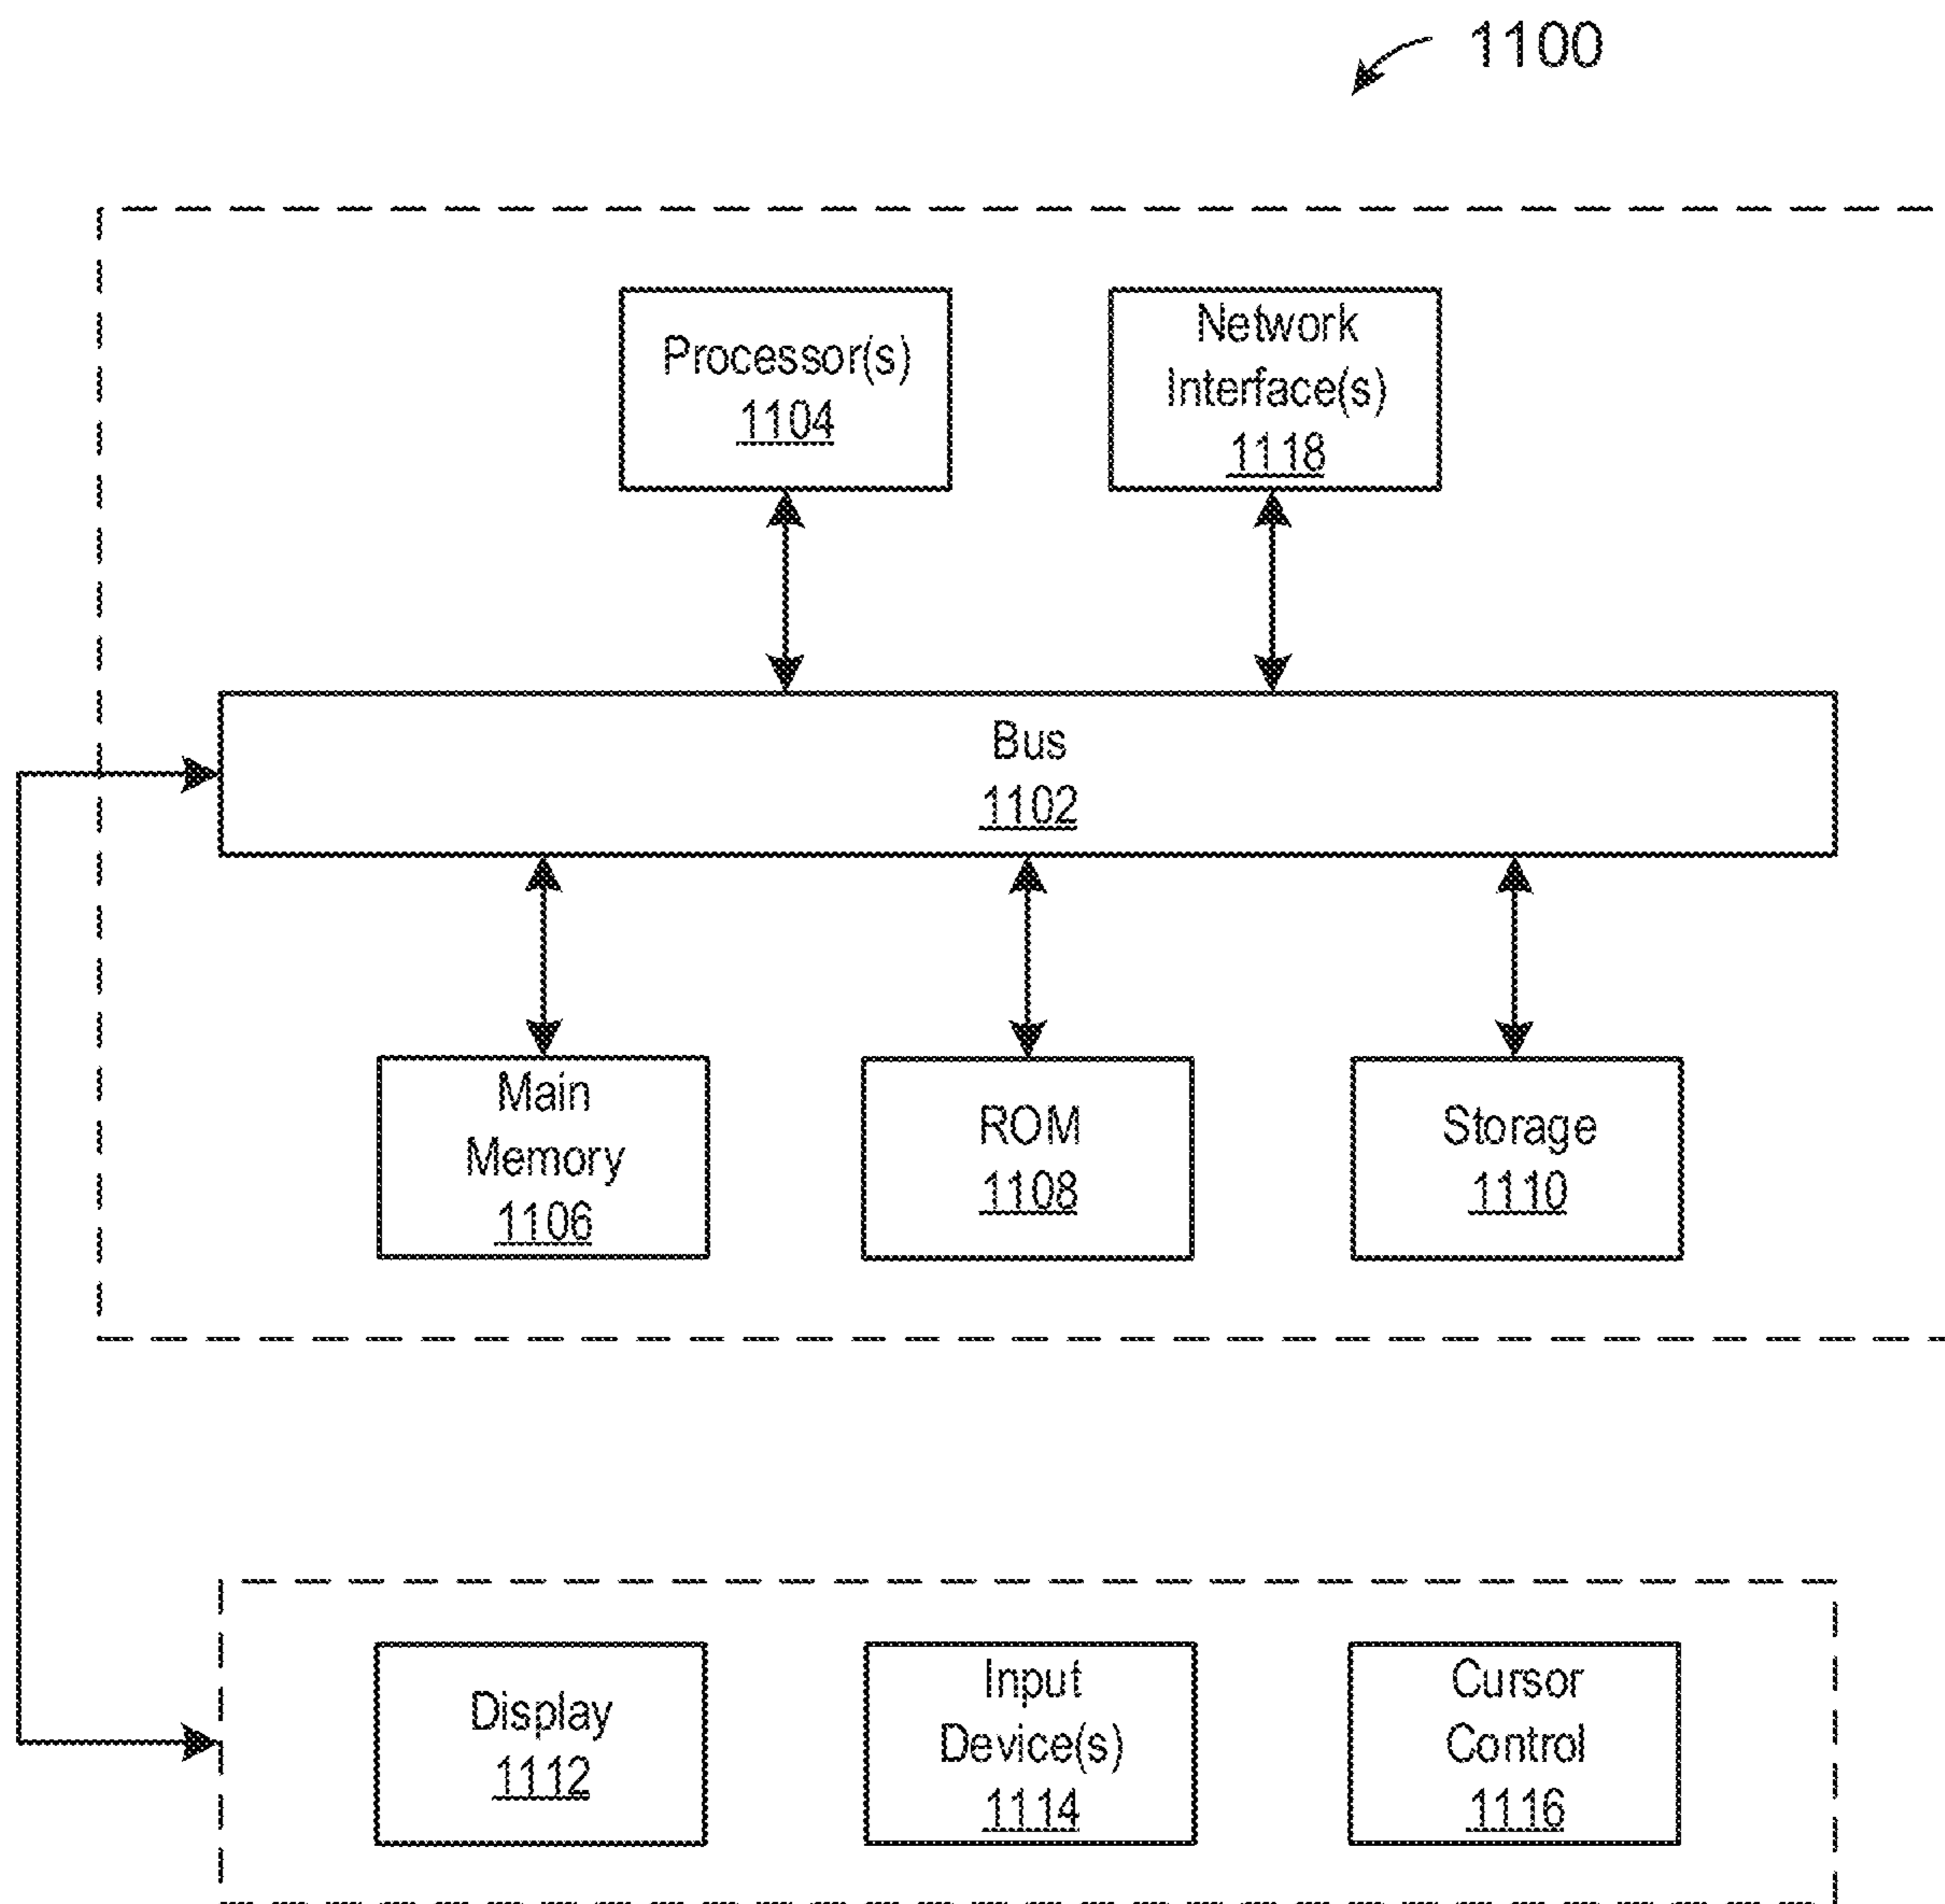 1100
Processor(s)
1104
Network
Interface(s)
1118
Bus
1102
Main
Memory
1106
ROM
1108
Storage
1110
Display
1112
Input
Device(s)
1114
Cursor
Control
1116